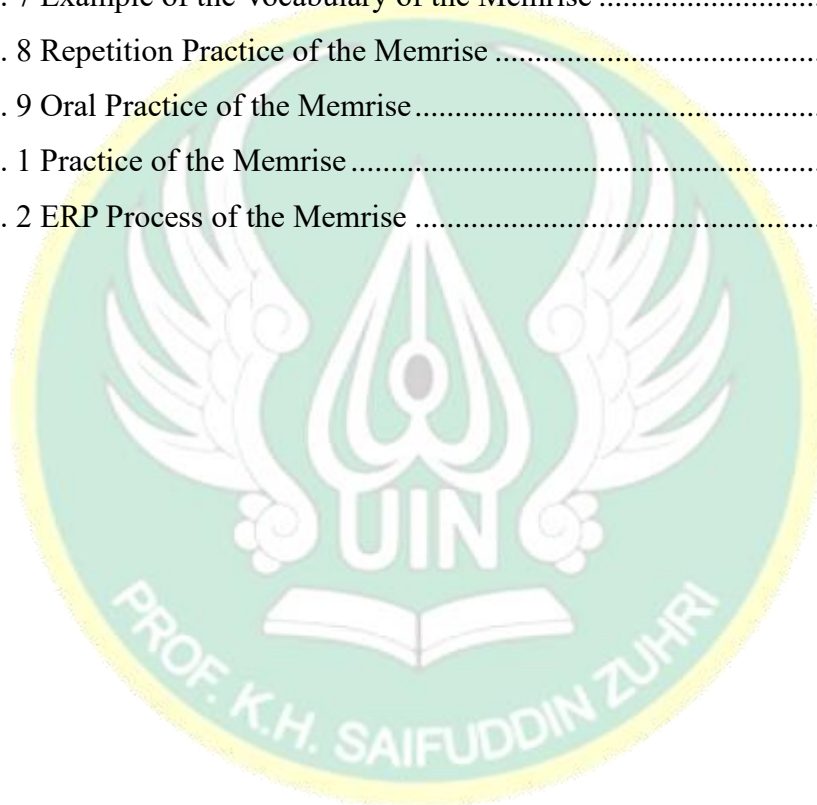 . 7 Example of the Vocabulary of the Memrise ..............................
. 8 Repetition Practice of the Memrise ..........................................
. 9 Oral Practice of the Memrise....................................................
. 1 Practice of the Memrise............................................................
. 2 ERP Process of the Memrise ....................................................
UIN
PROF. K.H. SAIFUDDIN ZUHRI